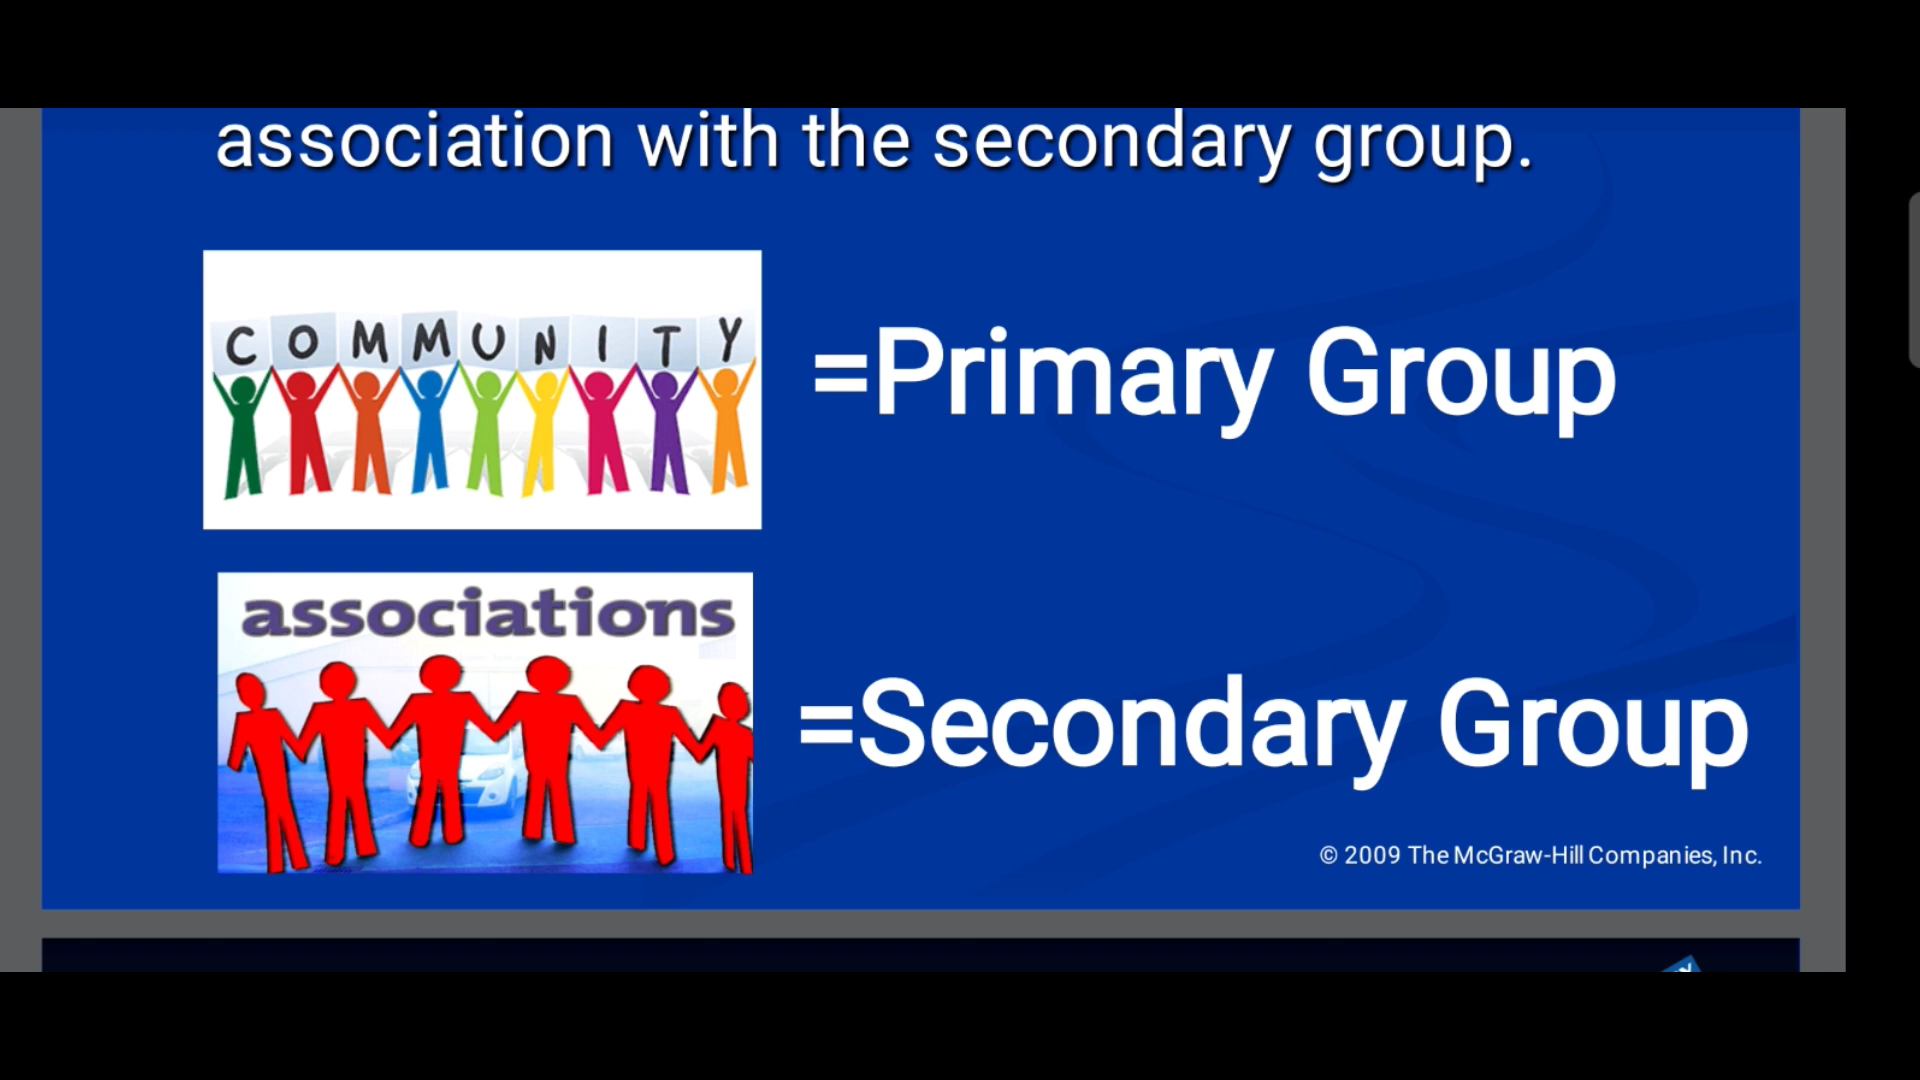 association with the secondary group.
COMMUNITY
=Primary Group
associations
=Secondary Group
© 2009 The McGraw-Hill Companies, Inc.